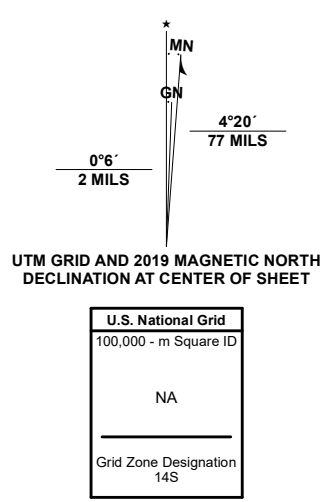 ★
MN
GN
4°20´
77 MILS
0°6´
2 MILS
UTM GRID AND 2019 MAGNETIC NORTH
DECLINATION AT CENTER OF SHEET
U.S. National Grid
100,000 - m Square ID
NA
Grid Zone Designation
14S